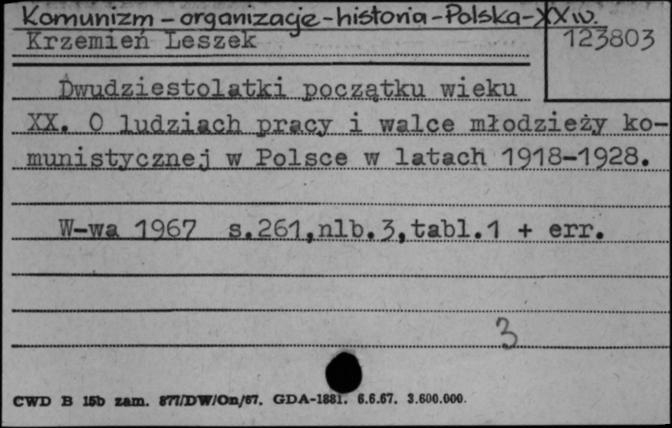 Komunizm - organizacje - historia - Polska - XX w.
Krzemień Leszek
123803
Dwudziestolatki początku wieku
XX. O ludziach pracy i walce młodzieży ko-
munistycznej w Polsce w latach 1918-1928.
W-wa 1967 s.261,nlb.3,tabl.1 + err.
3
CWD B 15b zam. 877/DW/On/67. GDA-1881. 6.6.67. 3.600.000.